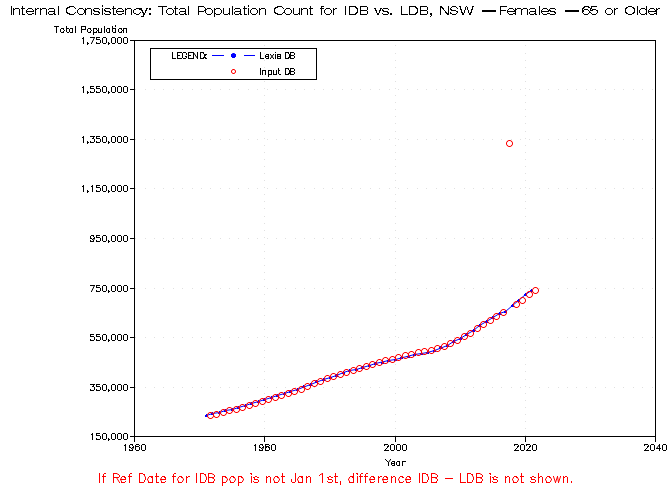 Internal Consistency: Total Population Count for IDB vs. LDB, NSW —Females —65 or Older
Total Population
1,750,000
LEGEND: Lexis DB
Input DB
1,550,000
1,350,000
1,150,000
950,000
750,000
550,000
350,000
150,000
1960 1980 2000 2020 2040
Year
If Ref Date for IDB pop is not Jan 1st, difference IDB – LDB is not shown.